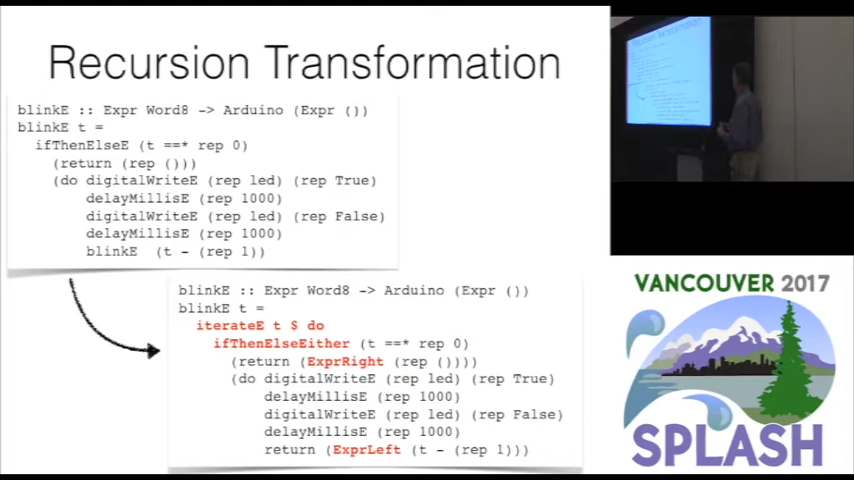 Recursion Transformation
blinkE :: Expr Word8 -> Arduino (Expr ())
blinkE t =
ifThenElseE (t ==* rep 0)
(return (rep ()))
(do digitalWriteE (rep led) (rep True)
delayMillisE (rep 1000)
digitalWriteE (rep led) (rep False)
delayMillisE (rep 1000)
blinkE (t - (rep 1))
blinkE :: Expr Word8 -> Arduino (Expr ())
blinkE t =
iterateE t $ do
ifThenElseEither (t ==* rep 0)
(return (ExprRight (rep ())))
(do digitalWriteE (rep led) (rep True)
delayMillisE (rep 1000)
digitalWriteE (rep led) (rep False)
delayMillisE (rep 1000)
return (ExprLeft (t - (rep 1)))
VANCOUVER 2017
SPLASH